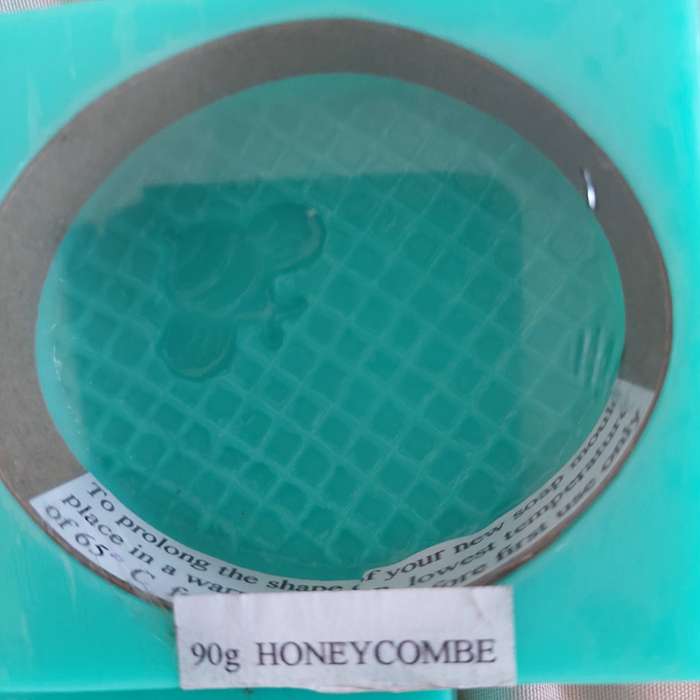 To prolong the shape of your new soap mould
place in a lowest temperature
of 65° C first use only
90g HONEYCOMBE